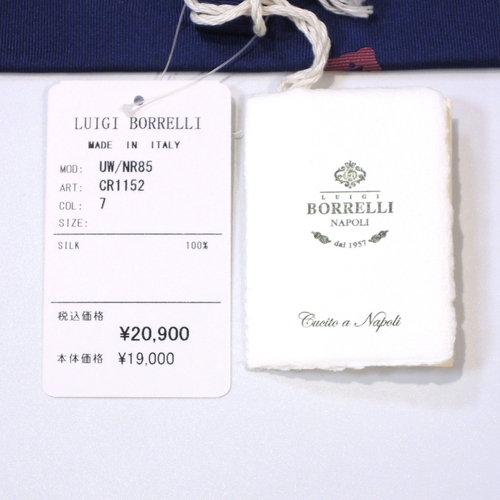 LUIGI BORRELLI
MADE IN ITALY
MOD: UW/NR85
ART: CR1152
COL: 7
SIZE:
SILK 100%
税込価格
¥20,900
本体価格 ¥19,000
LUIGI
BORRELLI
NAPOLI
dal 1957
Cucito a Napoli